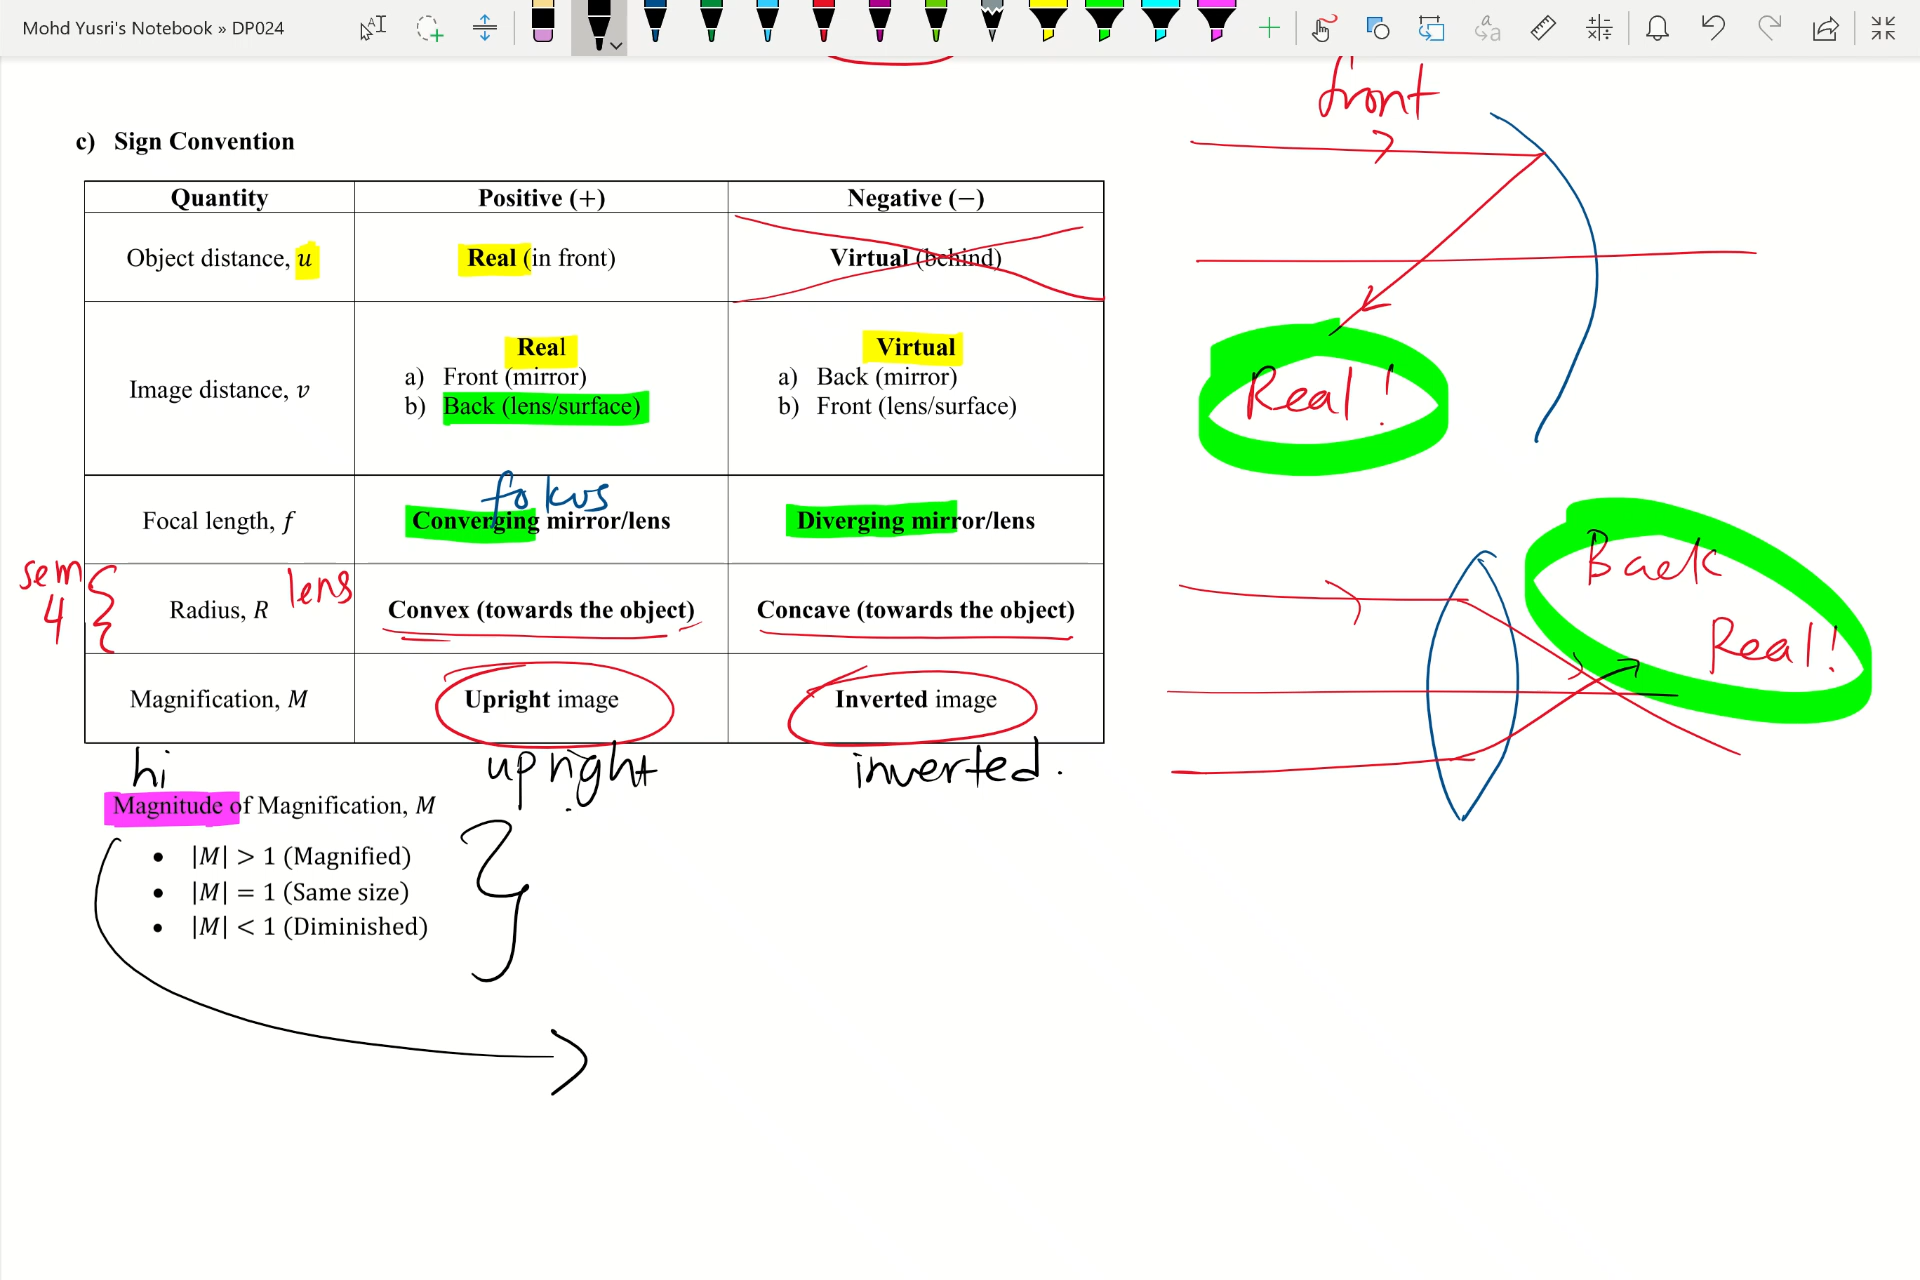 Mohd Yusri's Notebook » DP024
front
c) Sign Convention
Quantity Positive (+) Negative (−)
Object distance, u Real (in front) Virtual (behind)
Image distance, v Real Virtual
a) Front (mirror) a) Back (mirror)
b) Back (lens/surface) b) Front (lens/surface)
Real!
fokus
Focal length, f Converging mirror/lens Diverging mirror/lens
Back
Real!
sem
4
lens
Radius, R Convex (towards the object) Concave (towards the object)
Magnification, M Upright image Inverted image
hi upright inverted.
Magnitude of Magnification, M
• |M| > 1 (Magnified)
• |M| = 1 (Same size)
• |M| < 1 (Diminished)